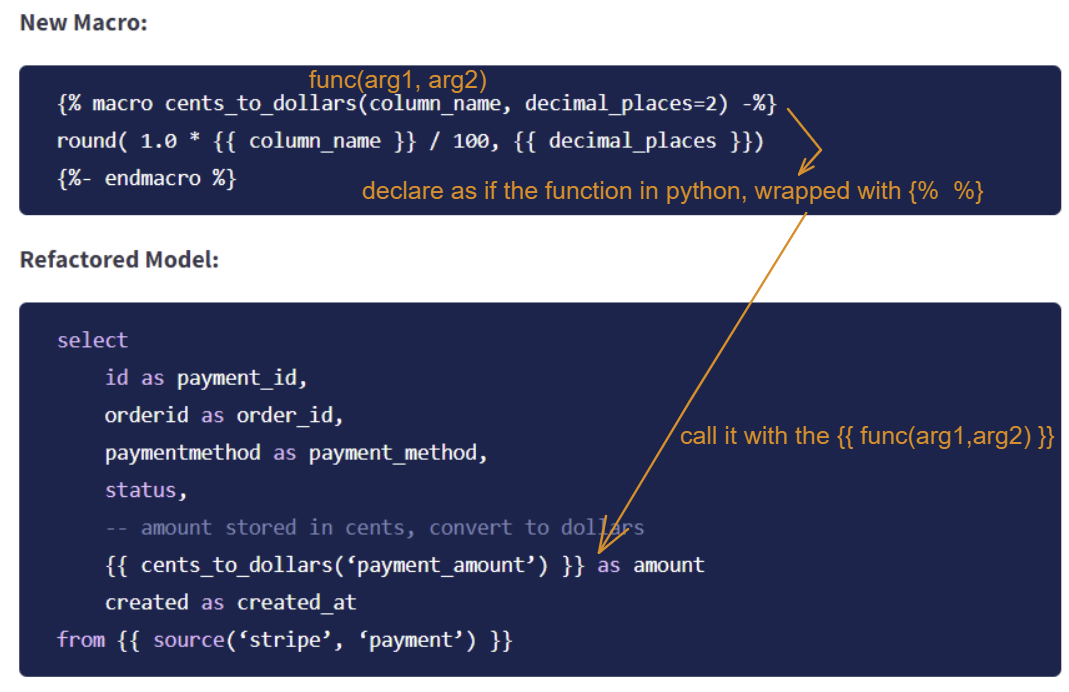 New Macro:
func(arg1, arg2)
{% macro cents_to_dollars(column_name, decimal_places=2) -%}
round( 1.0 * {{ column_name }} / 100, {{ decimal_places }})
{%- endmacro %}
declare as if the function in python, wrapped with {%  %}
Refactored Model:
select
id as payment_id,
orderid as order_id,
paymentmethod as payment_method,
call it with the {{ func(arg1,arg2) }}
status,
-- amount stored in cents, convert to dollars
{{ cents_to_dollars(‘payment_amount’) }} as amount
created as created_at
from {{ source(‘stripe’, ‘payment’) }}